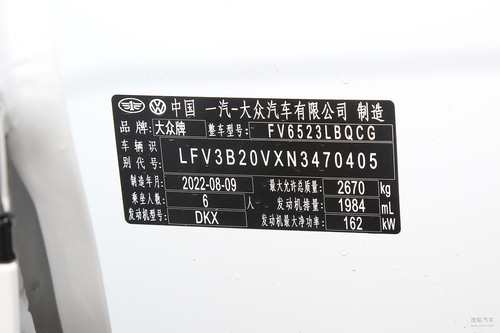 中国 一汽-大众汽车有限公司 制造
品牌: 大众牌 整车型号: FV6523LBQCG
车辆识别代号: LFV3B20VXN3470405
制造年月: 2022-08-09 最大允许总质量: 2670 kg
乘坐人数: 6 人 发动机排量: 1984 mL
发动机型号: DKX 发动机最大净功率: 162 kW